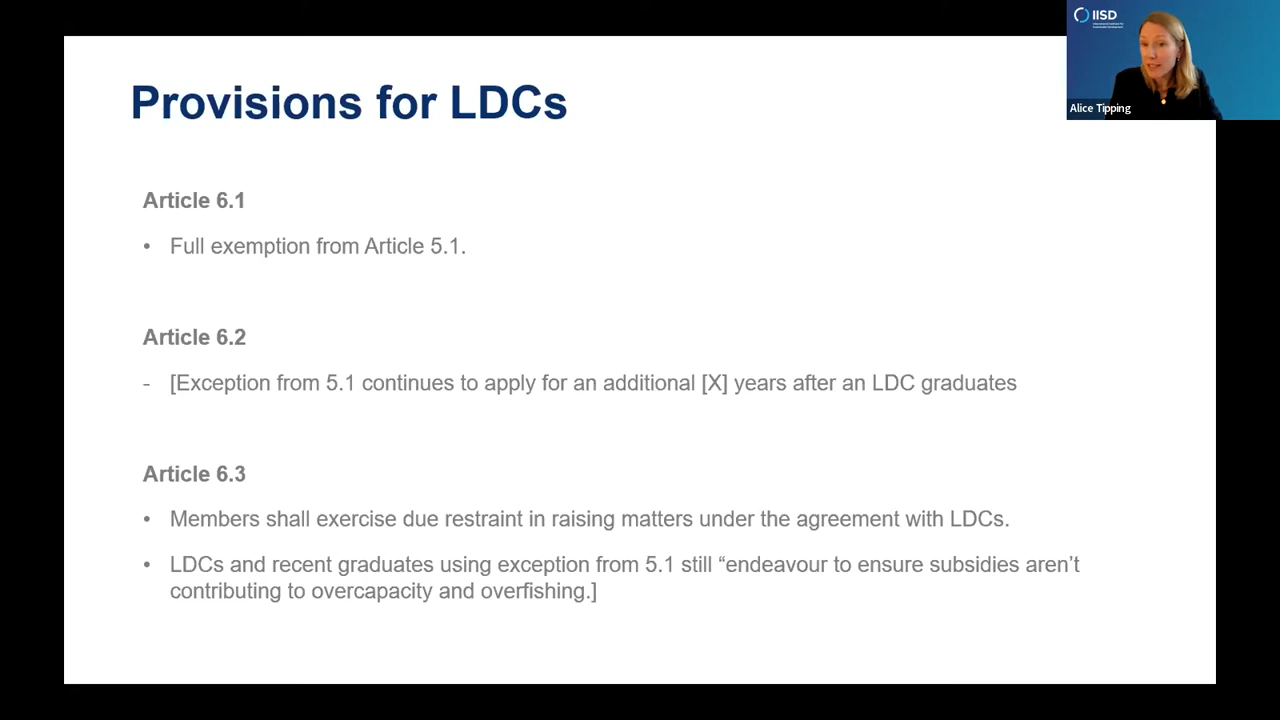 IISD
Alice Tipping
Provisions for LDCs
Article 6.1
• Full exemption from Article 5.1.
Article 6.2
- [Exception from 5.1 continues to apply for an additional [X] years after an LDC graduates
Article 6.3
• Members shall exercise due restraint in raising matters under the agreement with LDCs.
• LDCs and recent graduates using exception from 5.1 still “endeavour to ensure subsidies aren’t
contributing to overcapacity and overfishing.]